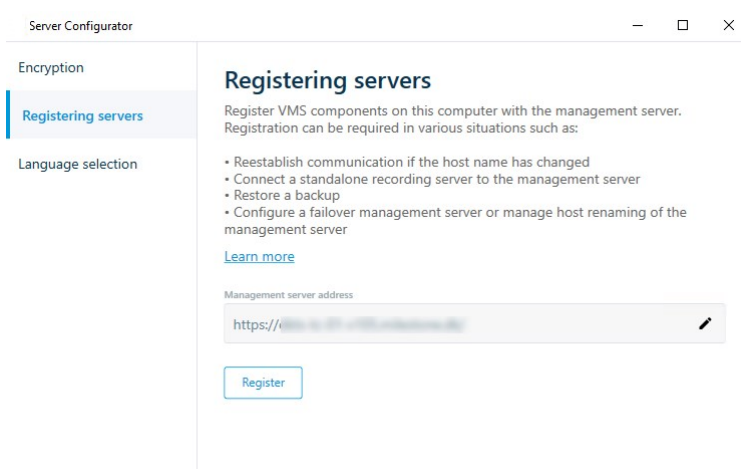 Server Configurator
Encryption
Registering servers
Language selection
Registering servers
Register VMS components on this computer with the management server.
Registration can be required in various situations such as:
• Reestablish communication if the host name has changed
• Connect a standalone recording server to the management server
• Restore a backup
• Configure a failover management server or manage host renaming of the
management server
Learn more
Management server address
https://
Register